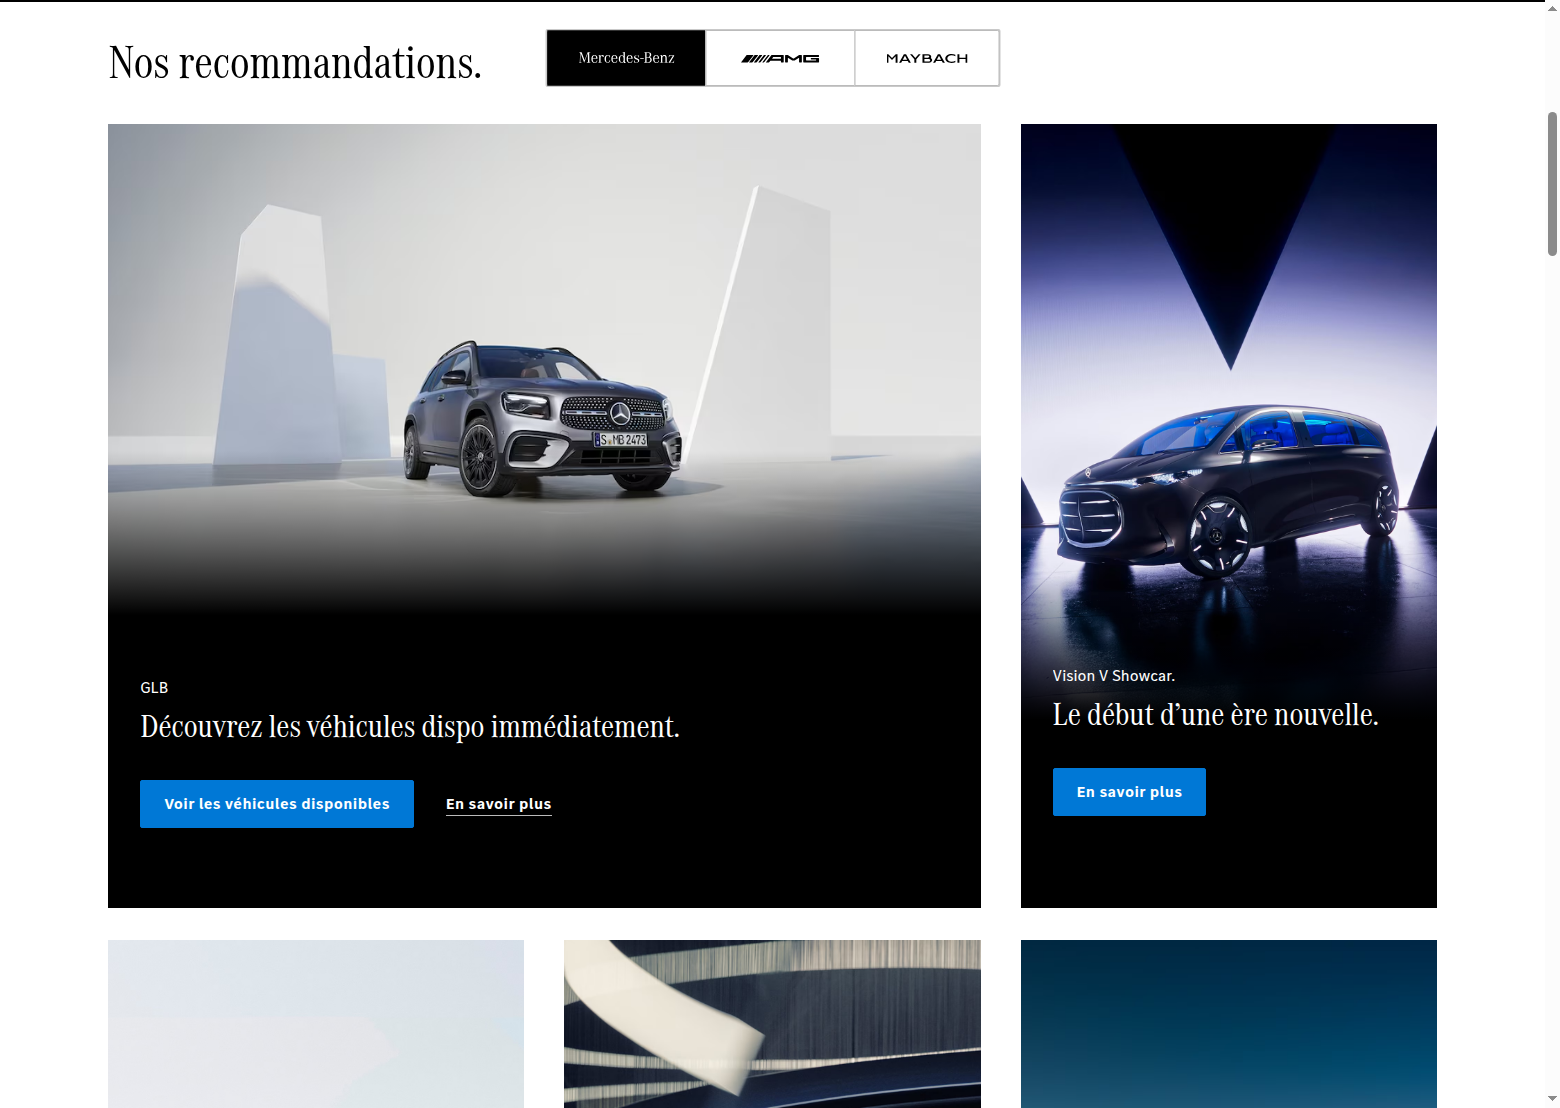 Nos recommandations.
Mercedes-Benz
AMG
MAYBACH
S MB 2473
GLB
Découvrez les véhicules dispo immédiatement.
Voir les véhicules disponibles
En savoir plus
Vision V Showcar.
Le début d’une ère nouvelle.
En savoir plus